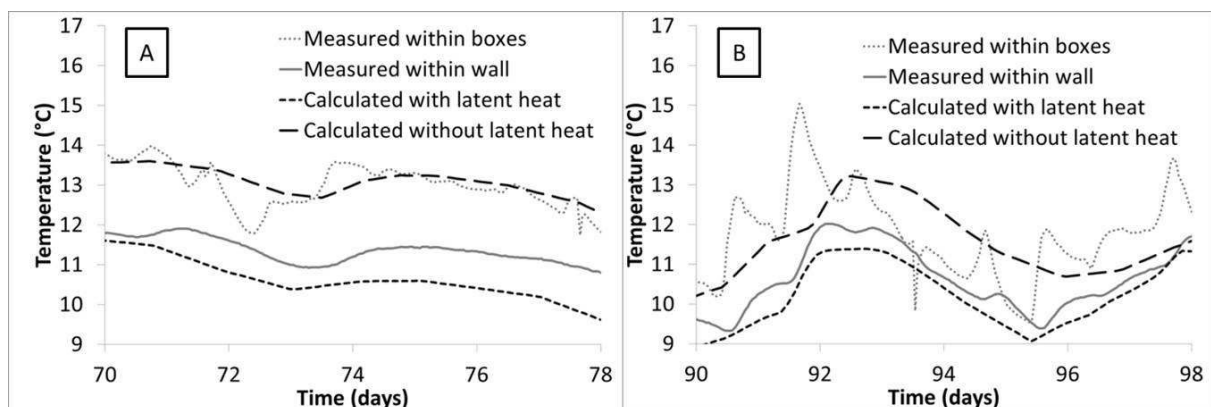 A
Measured within boxes
Measured within wall
Calculated with latent heat
Calculated without latent heat
Temperature (°C)
17
16
15
14
13
12
11
10
9
70 72 74 76 78
Time (days)
B
Measured within boxes
Measured within wall
Calculated with latent heat
Calculated without latent heat
Temperature (°C)
17
16
15
14
13
12
11
10
9
90 92 94 96 98
Time (days)